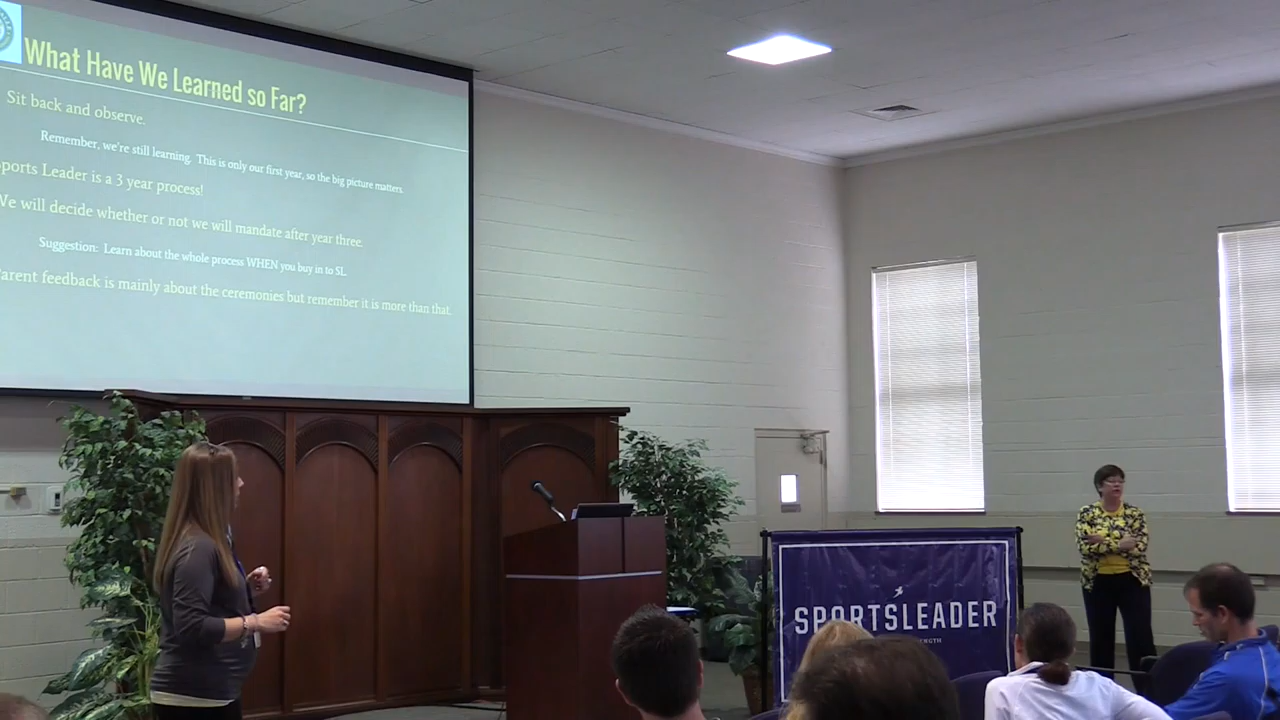 What Have We Learned so Far?
Sit back and observe.
Remember, we're still learning. This is only our first year, so the big picture matters.
ports Leader is a 3 year process!
We will decide whether or not we will mandate after year three.
Suggestion: Learn about the whole process WHEN you buy in to SL.
arent feedback is mainly about the ceremonies but remember it is more than that.
SPORTSLEADER